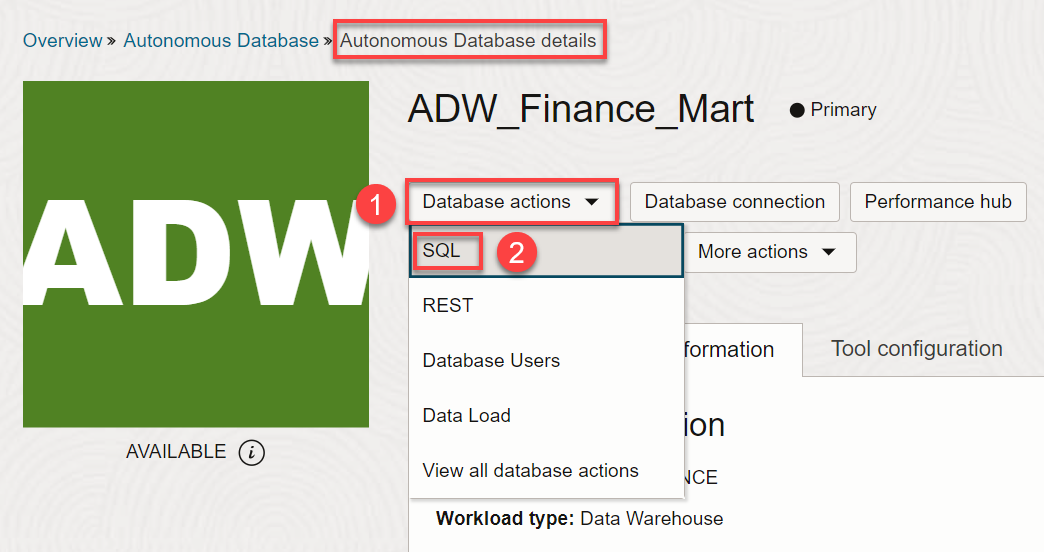 Overview » Autonomous Database » Autonomous Database details
ADW
AVAILABLE i
ADW_Finance_Mart ● Primary
1 Database actions Database connection Performance hub
SQL 2 More actions
REST
Database Users
Data Load
View all database actions
formation Tool configuration
ion
NCE
Workload type: Data Warehouse